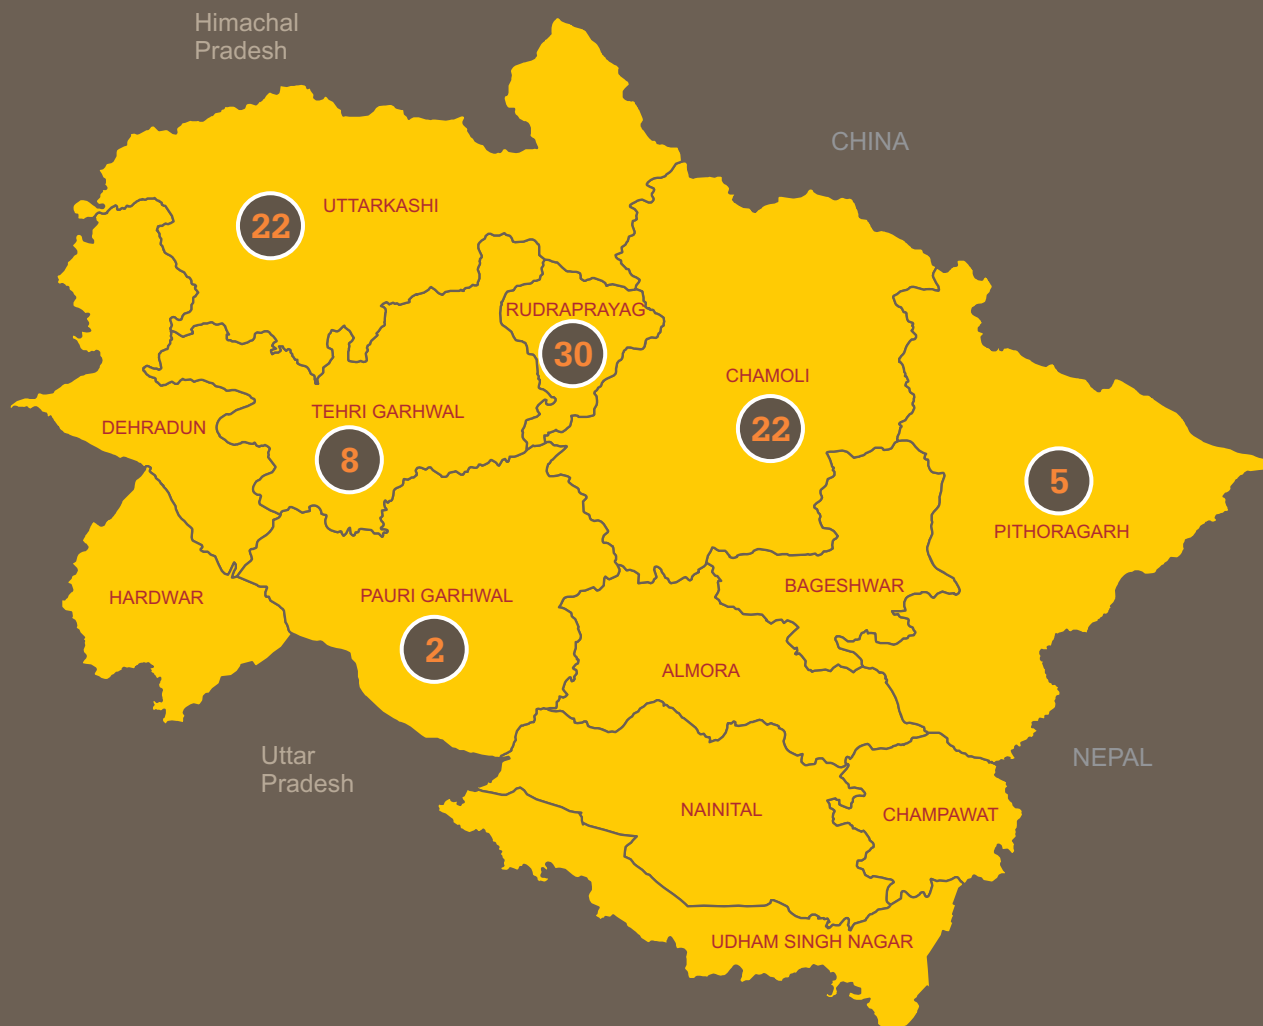 Himachal
Pradesh
CHINA
UTTARKASHI
22
RUDRAPRAYAG
30
CHAMOLI
22
TEHRI GARHWAL
8
DEHRADUN
5
PITHORAGARH
HARDWAR
PAURI GARHWAL
2
BAGESHWAR
ALMORA
Uttar
Pradesh
NEPAL
NAINITAL
CHAMPAWAT
UDHAM SINGH NAGAR